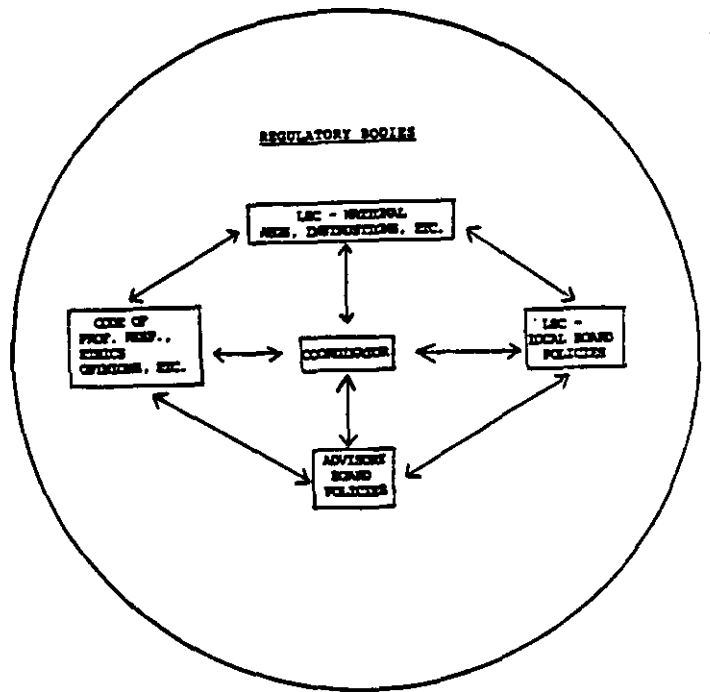 REGULATORY BODIES
LSC - NATIONAL
REGS, INSTRUCTIONS, ETC.
CODE OF
PROF. RESP.,
ETHICS
OPINIONS, ETC.
COORDINATOR
LSC -
LOCAL BOARD
POLICIES
ADVISORY
BOARD
POLICIES